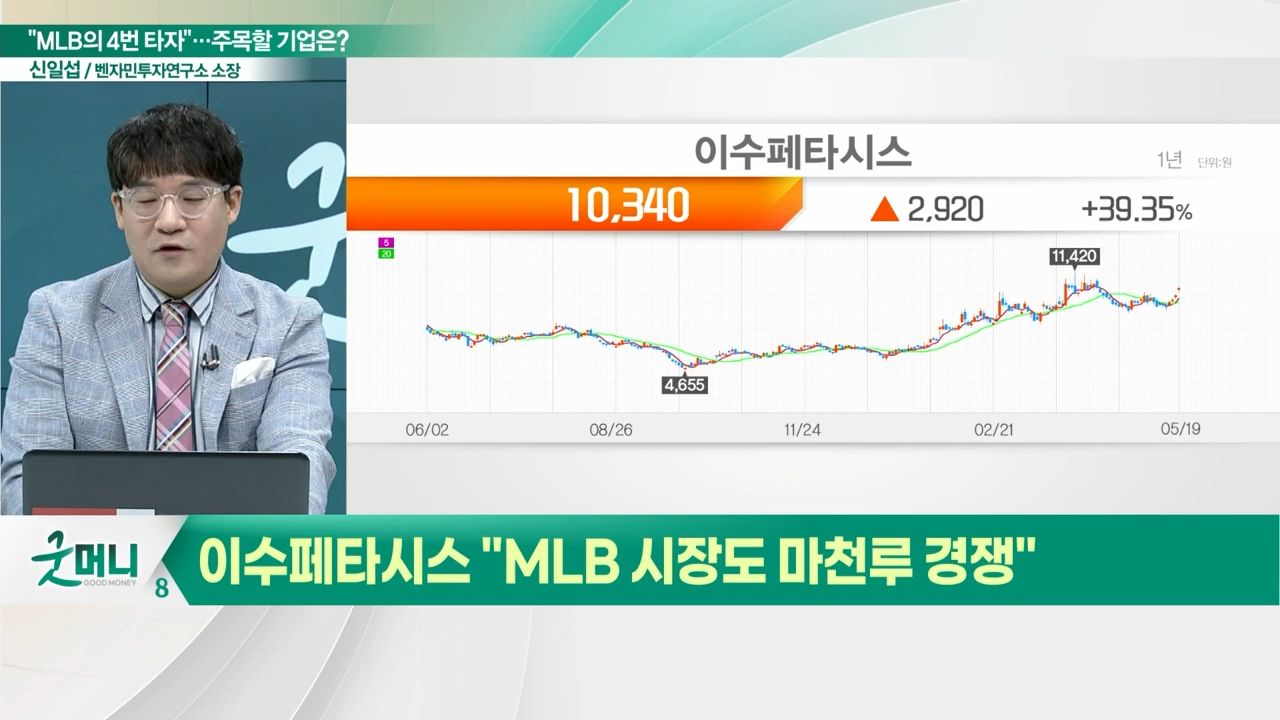 "MLB의 4번 타자"…주목할 기업은?
신일섭 / 벤자민투자연구소 소장
이수페타시스
1년 단위:원
10,340 ▲ 2,920 +39.35%
5
20
11,420
4,655
06/02 08/26 11/24 02/21 05/19
굿머니
GOOD MONEY
8
이수페타시스 "MLB 시장도 마천루 경쟁"